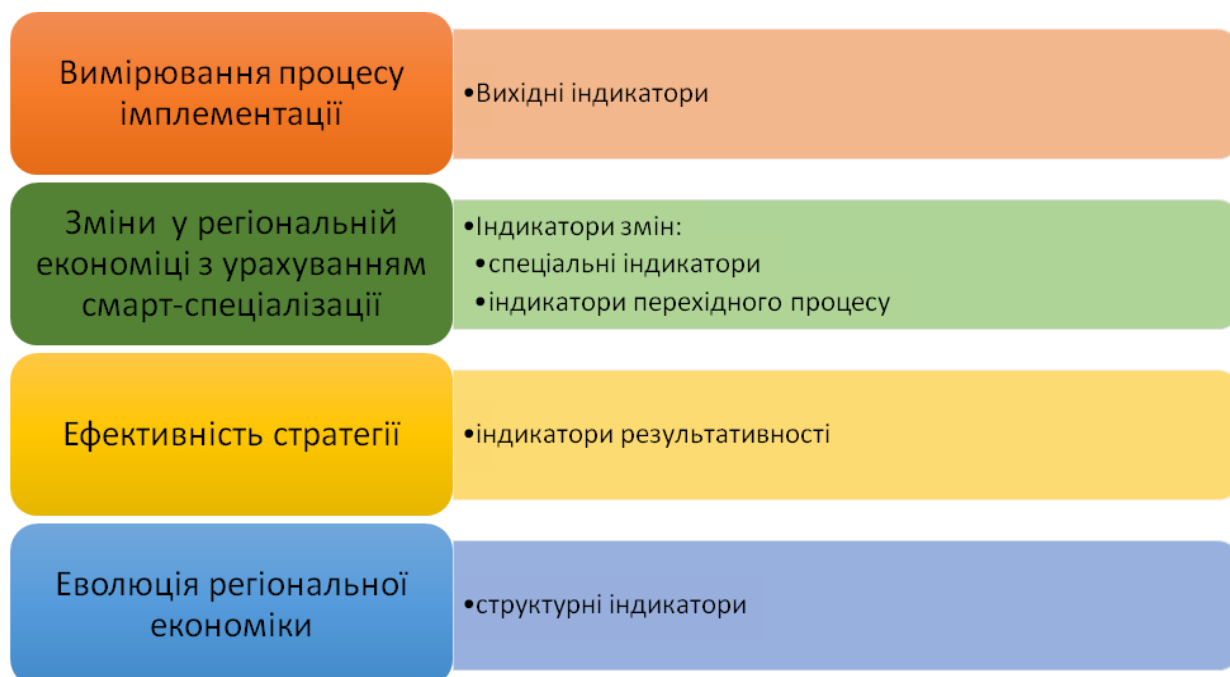 Вимірювання процесу
імплементації
•Вихідні індикатори
Зміни у регіональній
економіці з урахуванням
смарт-спеціалізації
•Індикатори змін:
•спеціальні індикатори
•індикатори перехідного процесу
Ефективність стратегії
•індикатори результативності
Еволюція регіональної
економіки
•структурні індикатори